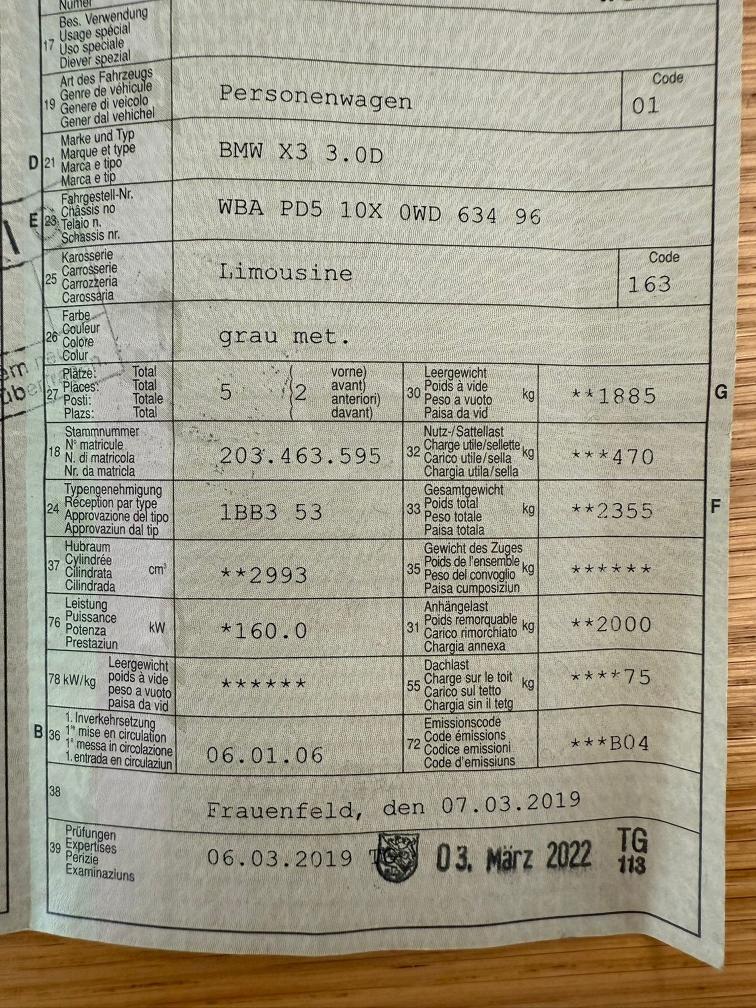 Numer
17 Bes. Verwendung
Usage spécial
Uso speciale
Diever spezial
19 Art des Fahrzeugs
Genre de véhicule
Genere di veicolo
Gener dal vehichel
Personenwagen
Code
01
D 21 Marke und Typ
Marque et type
Marca e tipo
Marca e tip
BMW X3 3.0D
E 23 Fahrgestell-Nr.
Châssis no
Telaio n.
Schassis nr.
WBA PD5 10X 0WD 634 96
25 Karosserie
Carrosserie
Carrozzeria
Carossaria
Limousine
Code
163
26 Farbe
Couleur
Colore
Colur
grau met.
27 Plätze: Total
Places: Total
Posti: Totale
Plazs: Total
5 (2 vorne)
avant)
anteriori)
davant)
30 Leergewicht
Poids à vide
Peso a vuoto
Paisa da vid
kg **1885 G
18 Stammnummer
N° matricule
N. di matricola
Nr. da matricla
203.463.595
32 Nutz-/Sattellast
Charge utile/sellette
Carico utile/sella
Chargia utila/sella
kg ***470
24 Typengenehmigung
Réception par type
Approvazione del tipo
Approvaziun dal tip
1BB3 53
33 Gesamtgewicht
Poids total
Peso totale
Paisa totala
kg **2355 F
37 Hubraum
Cylindrée
Cilindrata
Cilindrada
cm³ **2993
35 Gewicht des Zuges
Poids de l'ensemble
Peso del convoglio
Paisa cumposiziun
kg ******
76 Leistung
Puissance
Potenza
Prestaziun
kW *160.0
31 Anhängelast
Poids remorquable
Carico rimorchiato
Chargia annexa
kg **2000
78 kW/kg Leergewicht
poids à vide
peso a vuoto
paisa da vid
******
55 Dachlast
Charge sur le toit
Carico sul tetto
Chargia sin il tetg
kg ****75
B 36 1. Inverkehrsetzung
1re mise en circulation
1a messa in circolazione
1. entrada en circulaziun
06.01.06
72 Emissionscode
Code émissions
Codice emissioni
Code d'emissiuns
***B04
38 Frauenfeld, den 07.03.2019
39 Prüfungen
Expertises
Perizie
Examinaziuns
06.03.2019 TG
03. März 2022
TG
113